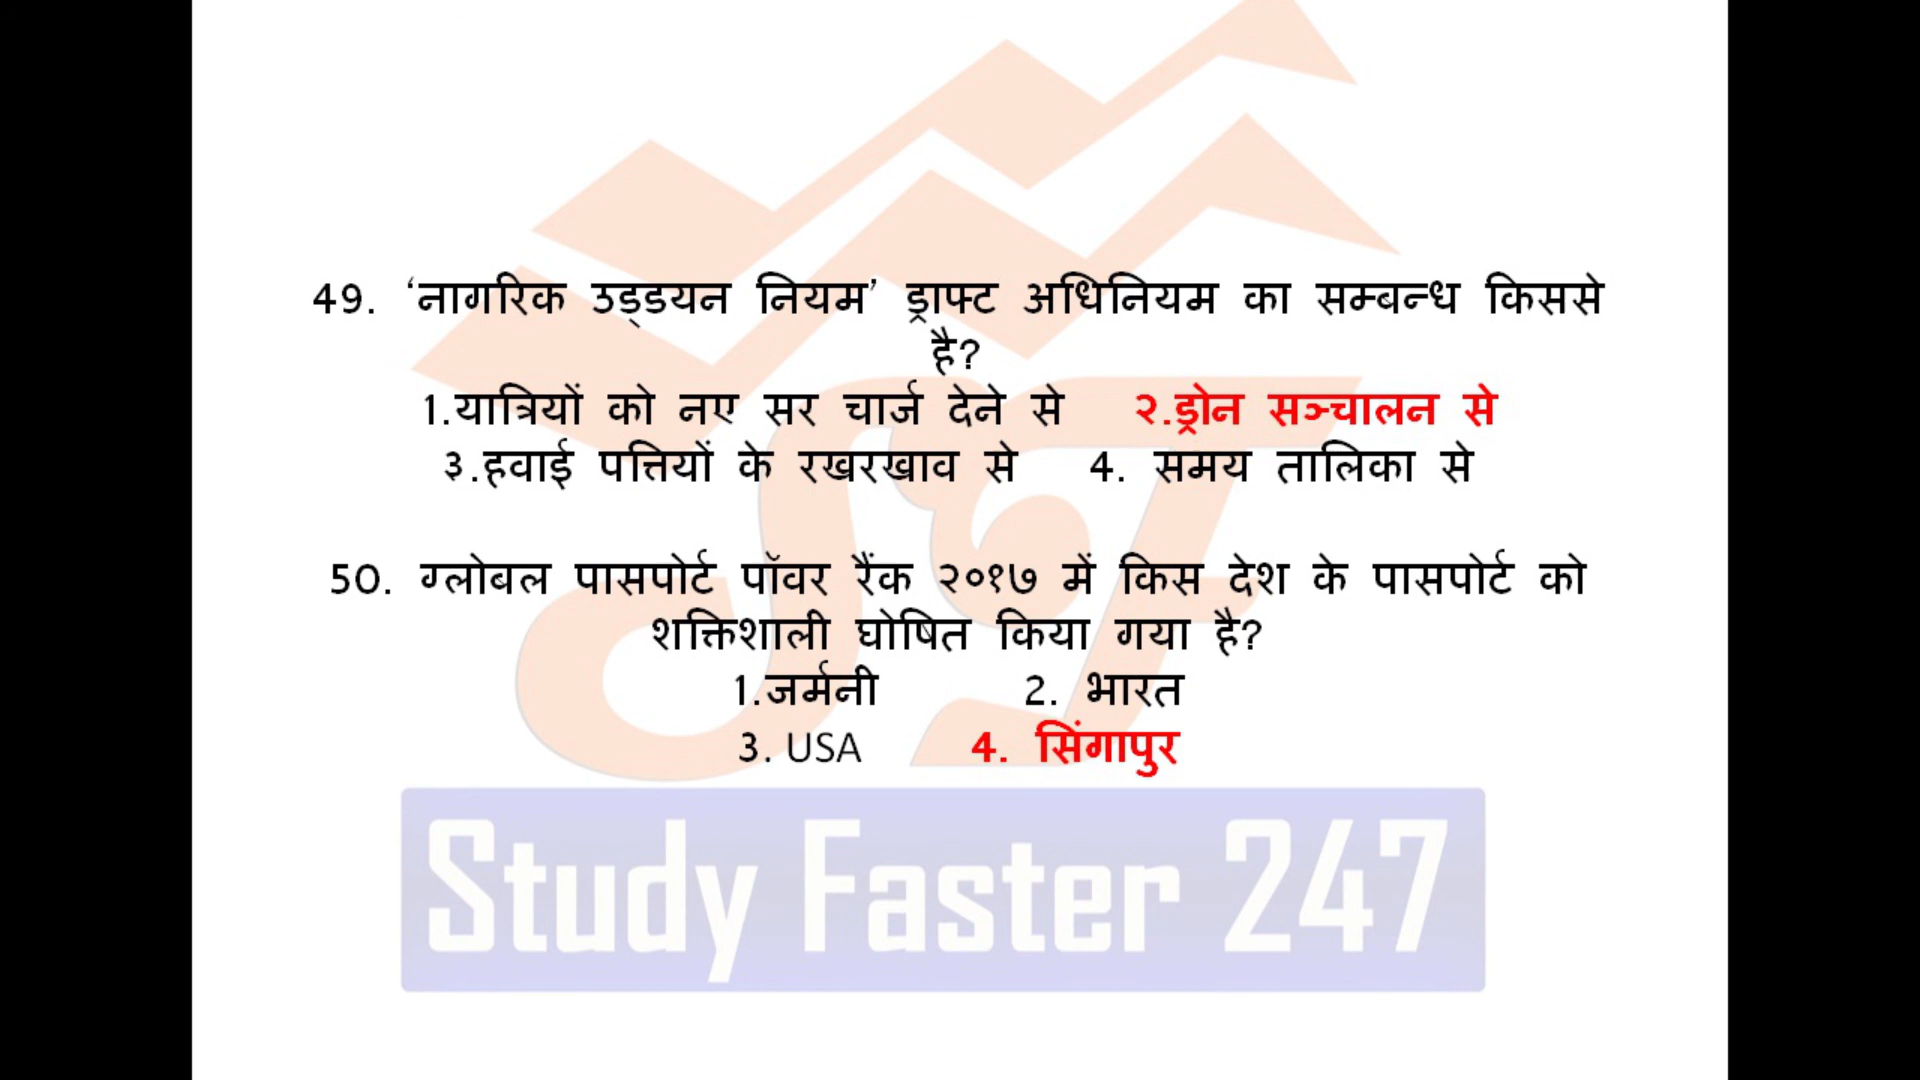 49. ‘नागरिक उड्डयन नियम’ ड्राफ्ट अधिनियम का सम्बन्ध किससे
है?
1.यात्रियों को नए सर चार्ज देने से २.ड्रोन सञ्चालन से
३.हवाई पत्तियों के रखरखाव से 4. समय तालिका से
50. ग्लोबल पासपोर्ट पॉवर रैंक २०१७ में किस देश के पासपोर्ट को
शक्तिशाली घोषित किया गया है?
1.जर्मनी 2. भारत
3. USA 4. सिंगापुर
Study Faster 247